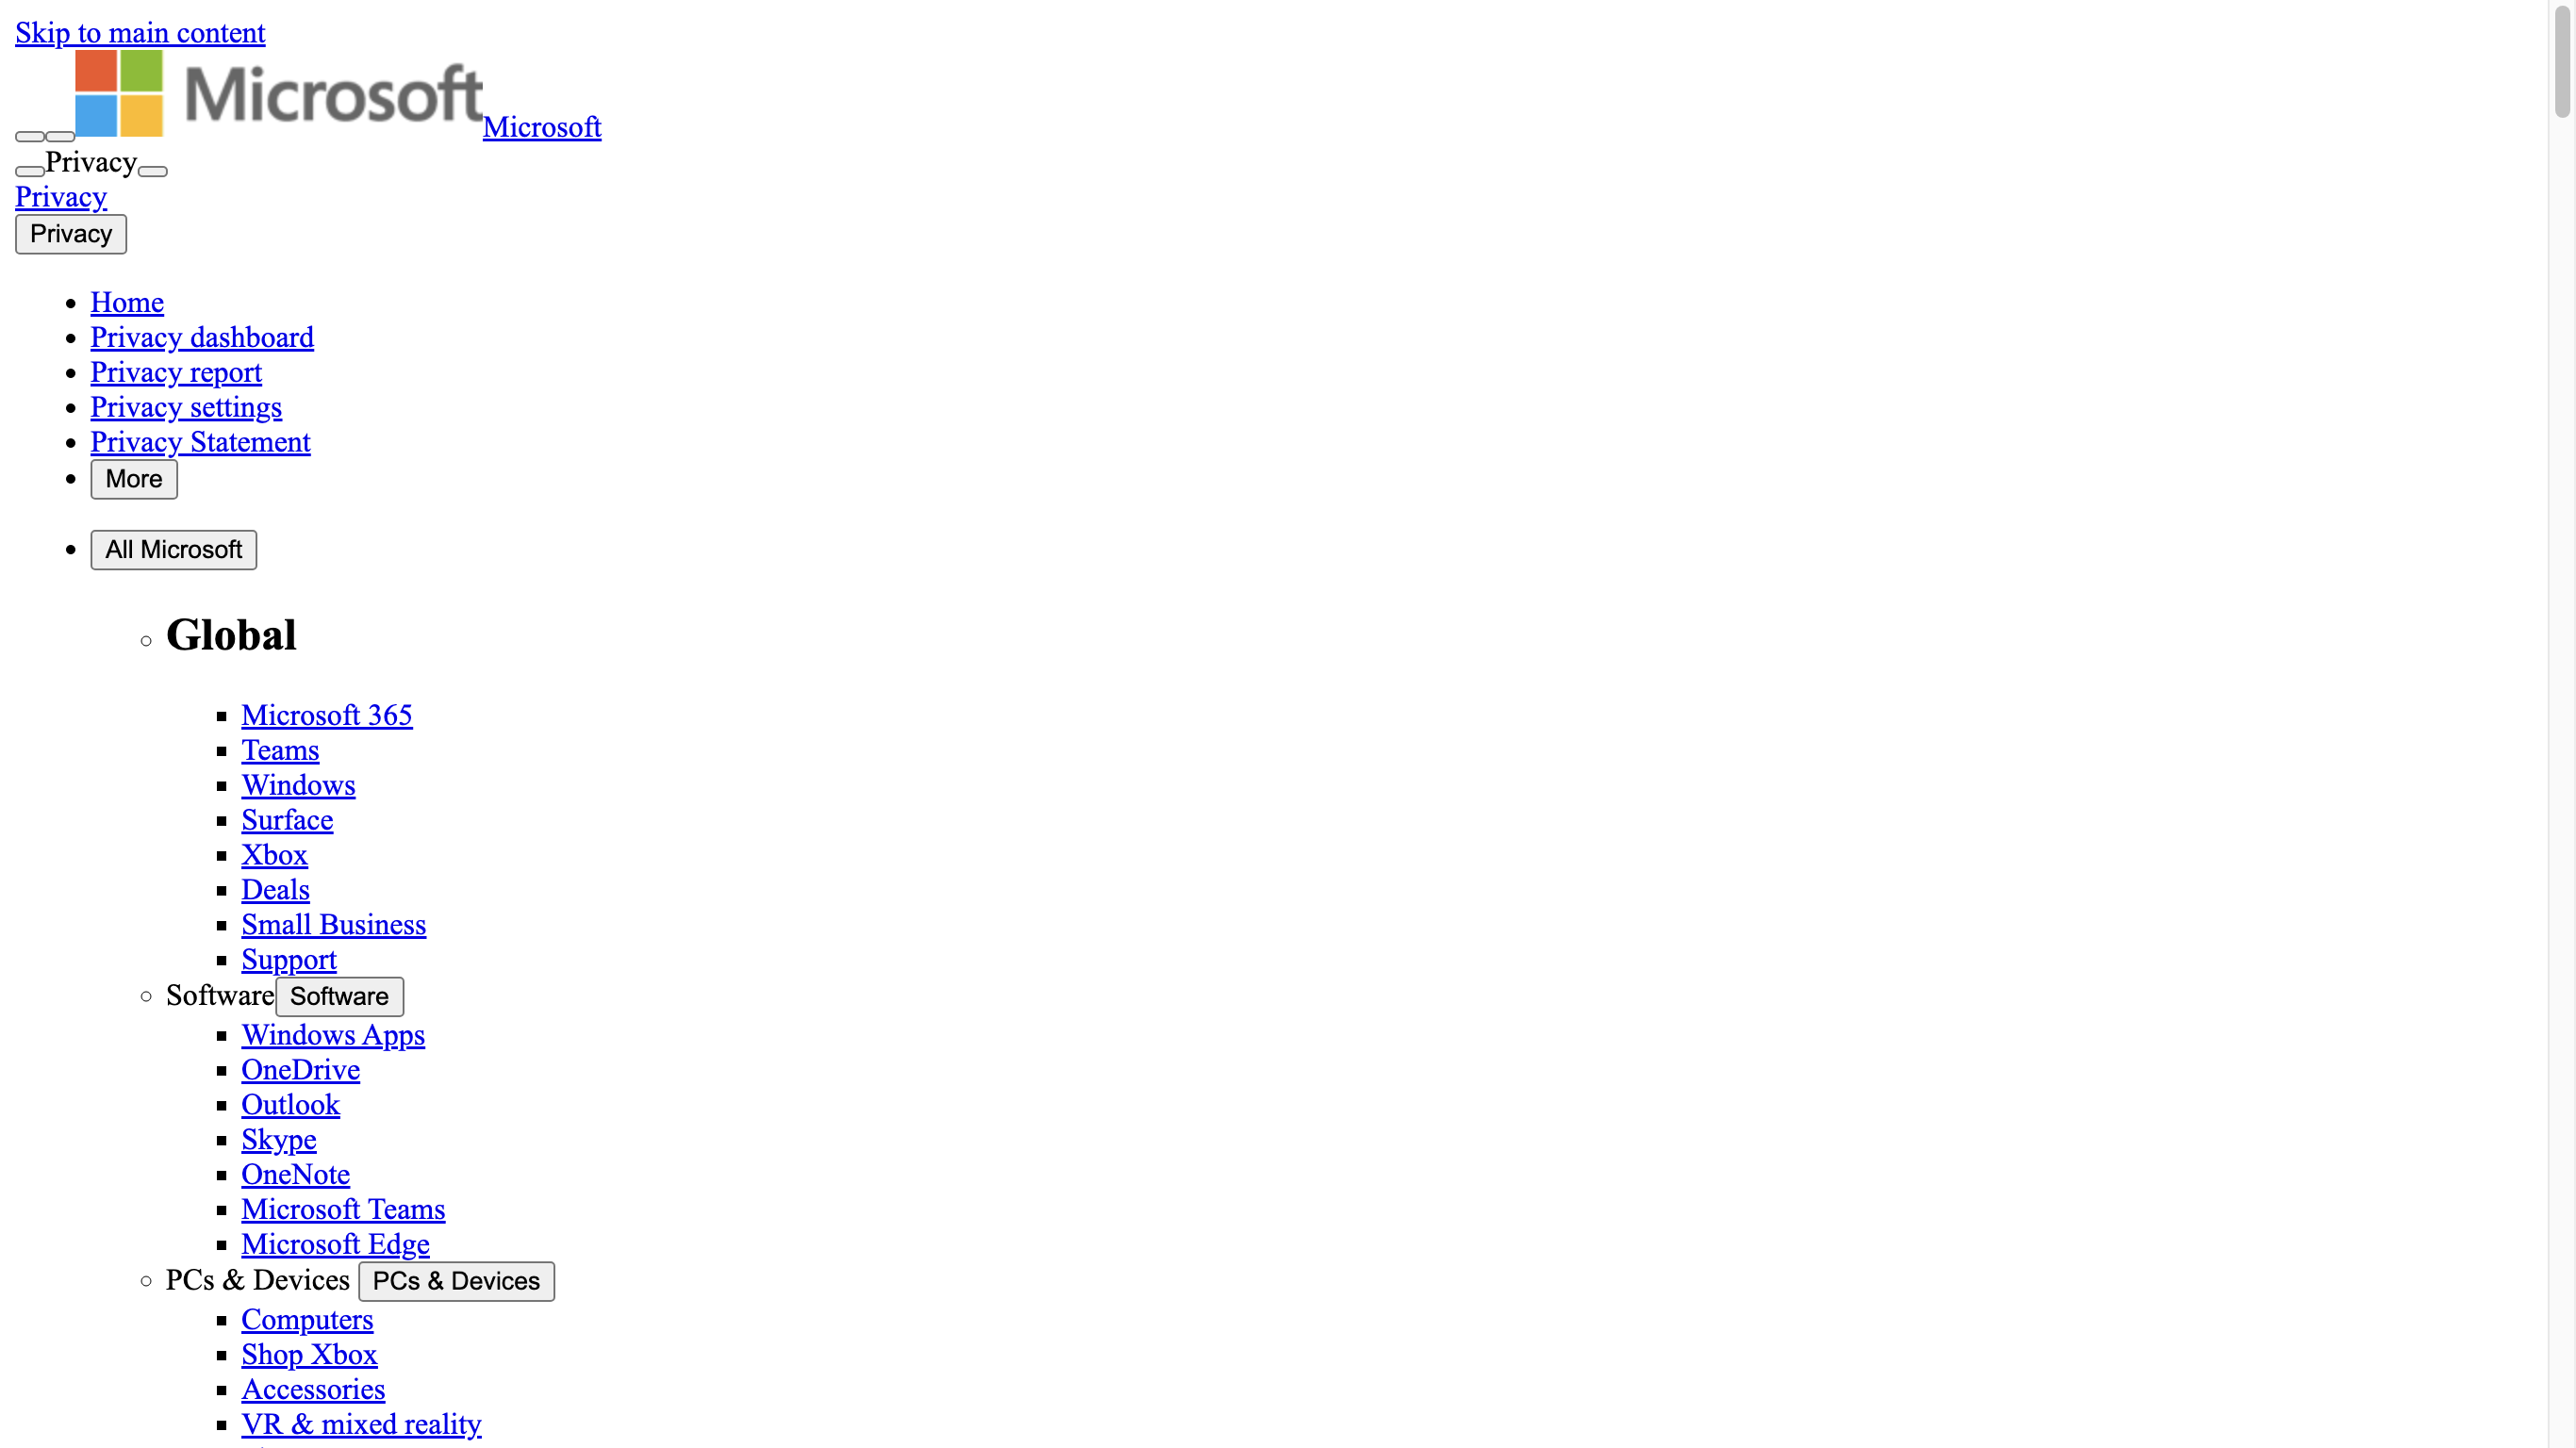 Skip to main content
Microsoft Microsoft
Privacy
Privacy
Privacy
Home
Privacy dashboard
Privacy report
Privacy settings
Privacy Statement
More
All Microsoft
Global
Microsoft 365
Teams
Windows
Surface
Xbox
Deals
Small Business
Support
Software Software
Windows Apps
OneDrive
Outlook
Skype
OneNote
Microsoft Teams
Microsoft Edge
PCs & Devices PCs & Devices
Computers
Shop Xbox
Accessories
VR & mixed reality